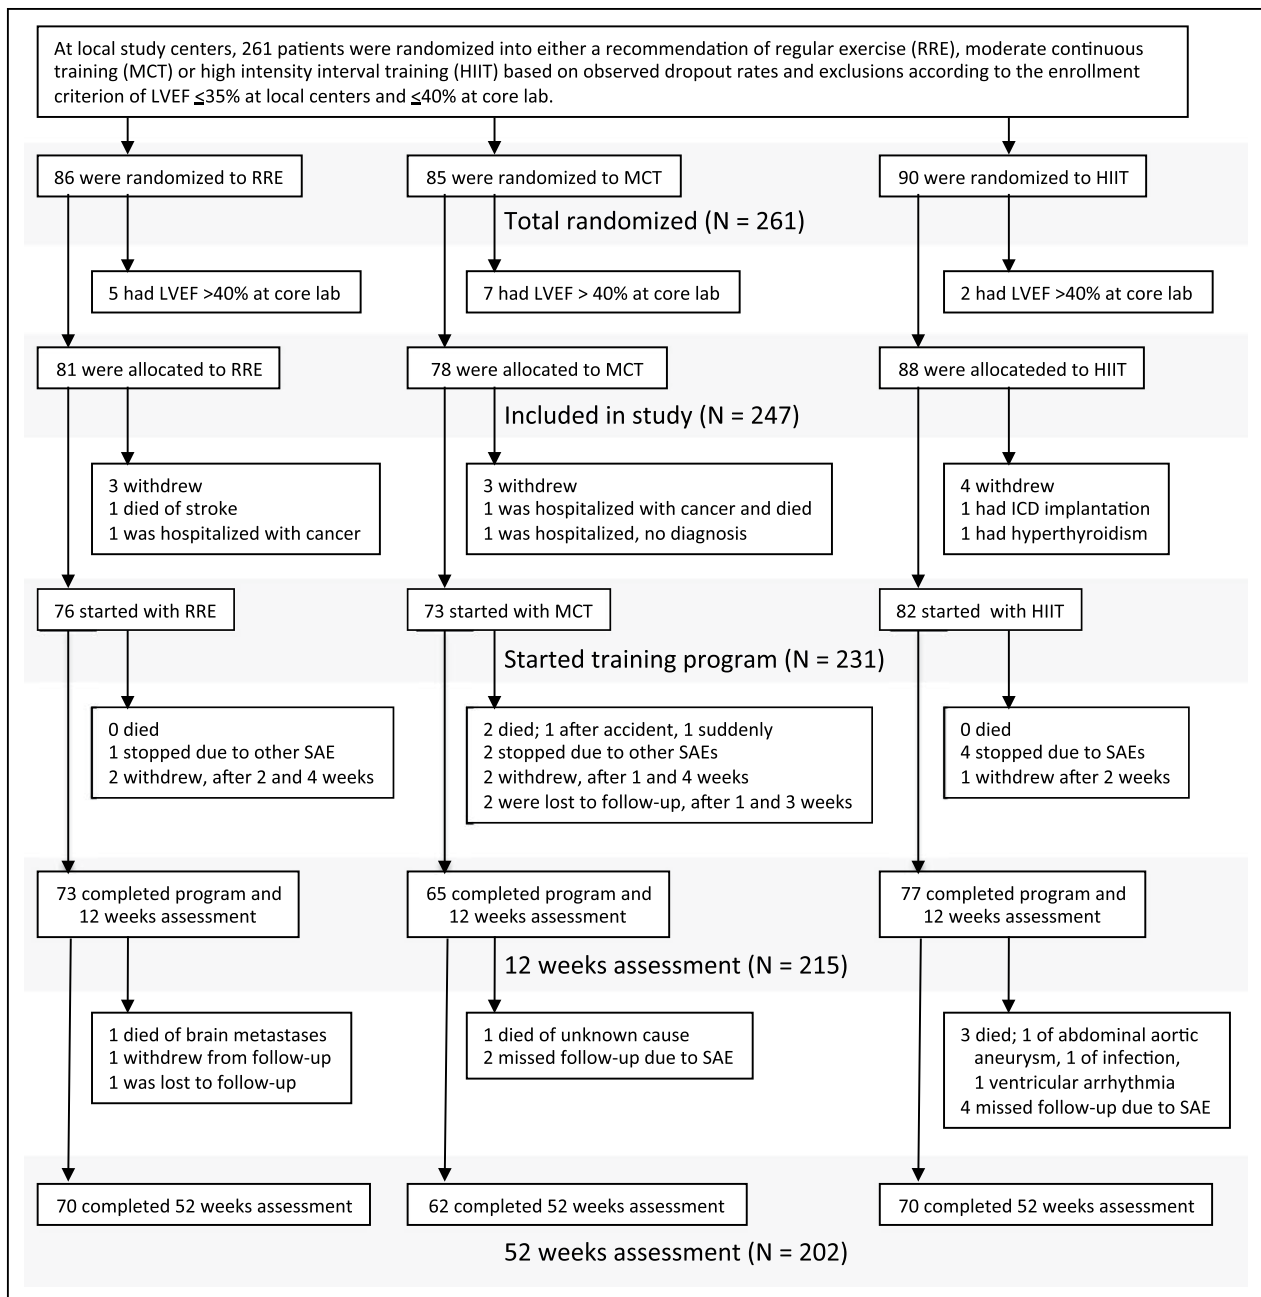 At local study centers, 261 patients were randomized into either a recommendation of regular exercise (RRE), moderate continuous
training (MCT) or high intensity interval training (HIIT) based on observed dropout rates and exclusions according to the enrollment
criterion of LVEF ≤35% at local centers and ≤40% at core lab.
86 were randomized to RRE
85 were randomized to MCT
90 were randomized to HIIT
Total randomized (N = 261)
5 had LVEF >40% at core lab
7 had LVEF > 40% at core lab
2 had LVEF >40% at core lab
81 were allocated to RRE
78 were allocated to MCT
88 were allocateded to HIIT
Included in study (N = 247)
3 withdrew
1 died of stroke
1 was hospitalized with cancer
3 withdrew
1 was hospitalized with cancer and died
1 was hospitalized, no diagnosis
4 withdrew
1 had ICD implantation
1 had hyperthyroidism
76 started with RRE
73 started with MCT
82 started  with HIIT
Started training program (N = 231)
0 died
1 stopped due to other SAE
2 withdrew, after 2 and 4 weeks
2 died; 1 after accident, 1 suddenly
2 stopped due to other SAEs
2 withdrew, after 1 and 4 weeks
2 were lost to follow-up, after 1 and 3 weeks
0 died
4 stopped due to SAEs
1 withdrew after 2 weeks
73 completed program and
12 weeks assessment
65 completed program and
12 weeks assessment
77 completed program and
12 weeks assessment
12 weeks assessment (N = 215)
1 died of brain metastases
1 withdrew from follow-up
1 was lost to follow-up
1 died of unknown cause
2 missed follow-up due to SAE
3 died; 1 of abdominal aortic
aneurysm, 1 of infection,
1 ventricular arrhythmia
4 missed follow-up due to SAE
70 completed 52 weeks assessment
62 completed 52 weeks assessment
70 completed 52 weeks assessment
52 weeks assessment (N = 202)